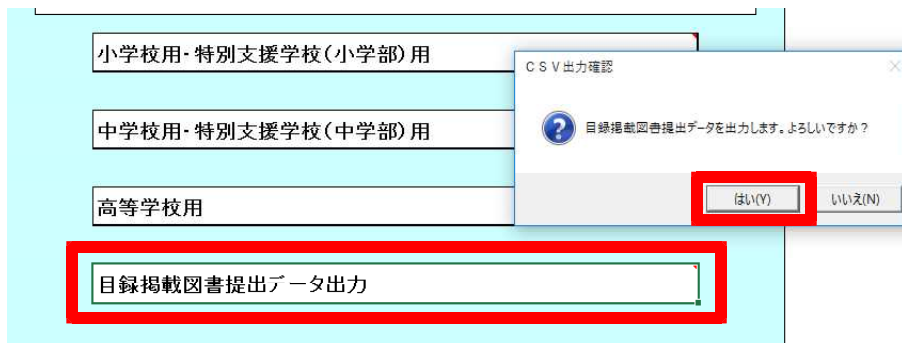 小学校用・特別支援学校(小学部)用
中学校用・特別支援学校(中学部)用
高等学校用
目録掲載図書提出データ出力
CSV出力確認
目録掲載図書提出データを出力します。よろしいですか?
はい(Y)
いいえ(N)